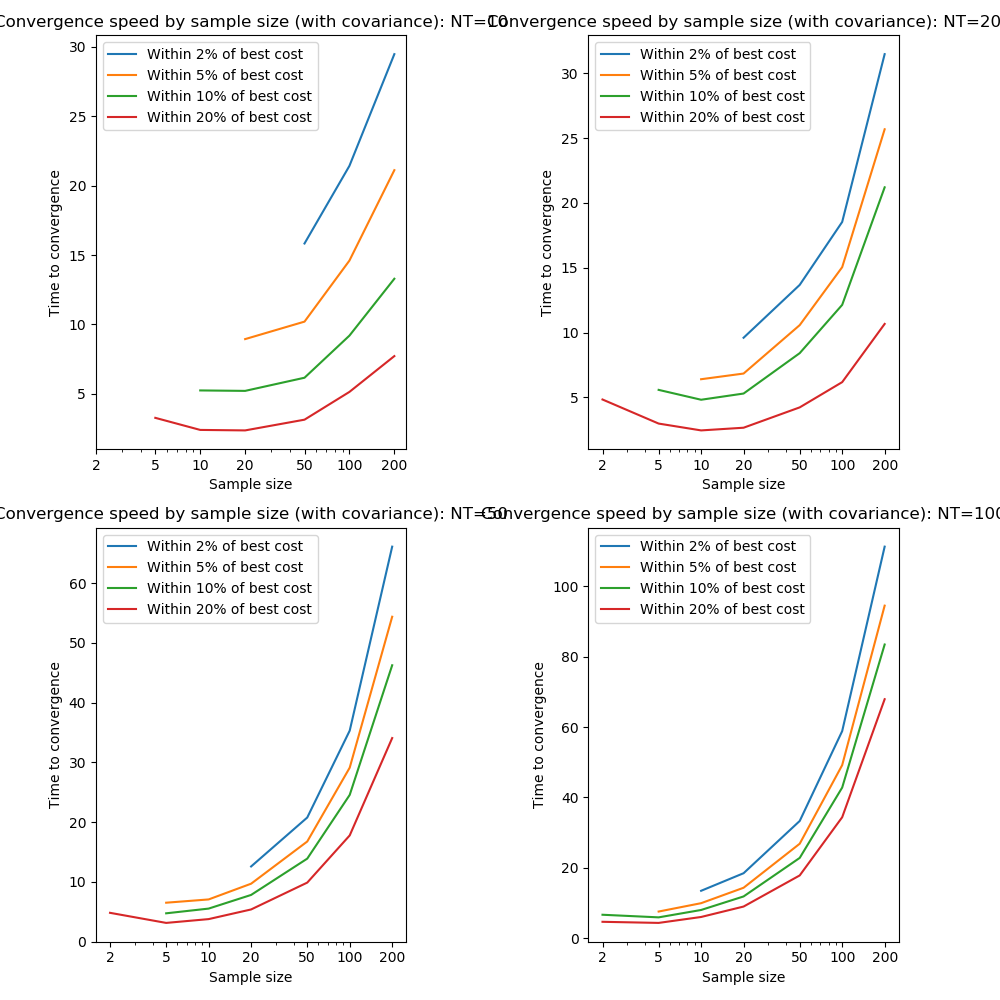 Convergence speed by sample size (with covariance): NT=10
30
25
20
15
10
5
Time to convergence
Within 2% of best cost
Within 5% of best cost
Within 10% of best cost
Within 20% of best cost
2 5 10 20 50 100 200
Sample size
Convergence speed by sample size (with covariance): NT=20
30
25
20
15
10
5
Time to convergence
Within 2% of best cost
Within 5% of best cost
Within 10% of best cost
Within 20% of best cost
2 5 10 20 50 100 200
Sample size
Convergence speed by sample size (with covariance): NT=50
60
50
40
30
20
10
0
Time to convergence
Within 2% of best cost
Within 5% of best cost
Within 10% of best cost
Within 20% of best cost
2 5 10 20 50 100 200
Sample size
Convergence speed by sample size (with covariance): NT=100
100
80
60
40
20
0
Time to convergence
Within 2% of best cost
Within 5% of best cost
Within 10% of best cost
Within 20% of best cost
2 5 10 20 50 100 200
Sample size